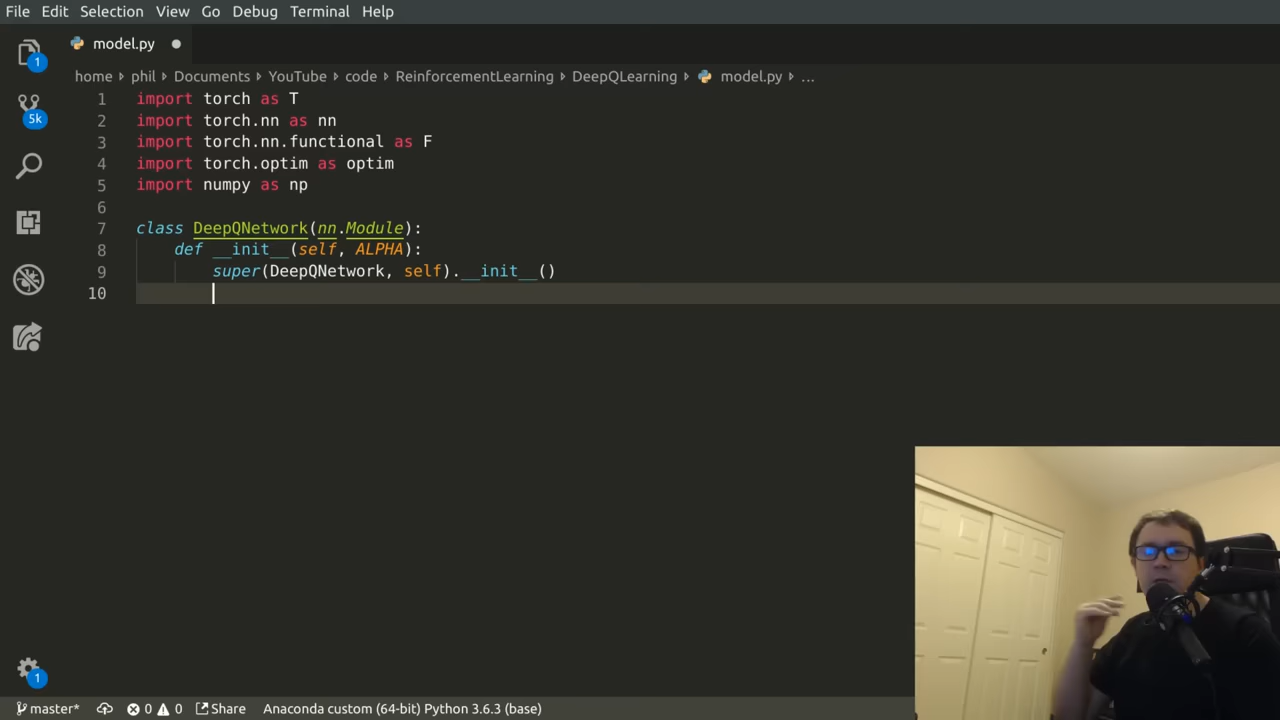 File Edit Selection View Go Debug Terminal Help
model.py
home phil Documents YouTube code ReinforcementLearning DeepQLearning model.py ...
1 import torch as T
2 import torch.nn as nn
3 import torch.nn.functional as F
4 import torch.optim as optim
5 import numpy as np
6
7 class DeepQNetwork(nn.Module):
8 def __init__(self, ALPHA):
9 super(DeepQNetwork, self).__init__()
10
1
5k
1
master* 0 0 Share Anaconda custom (64-bit) Python 3.6.3 (base)